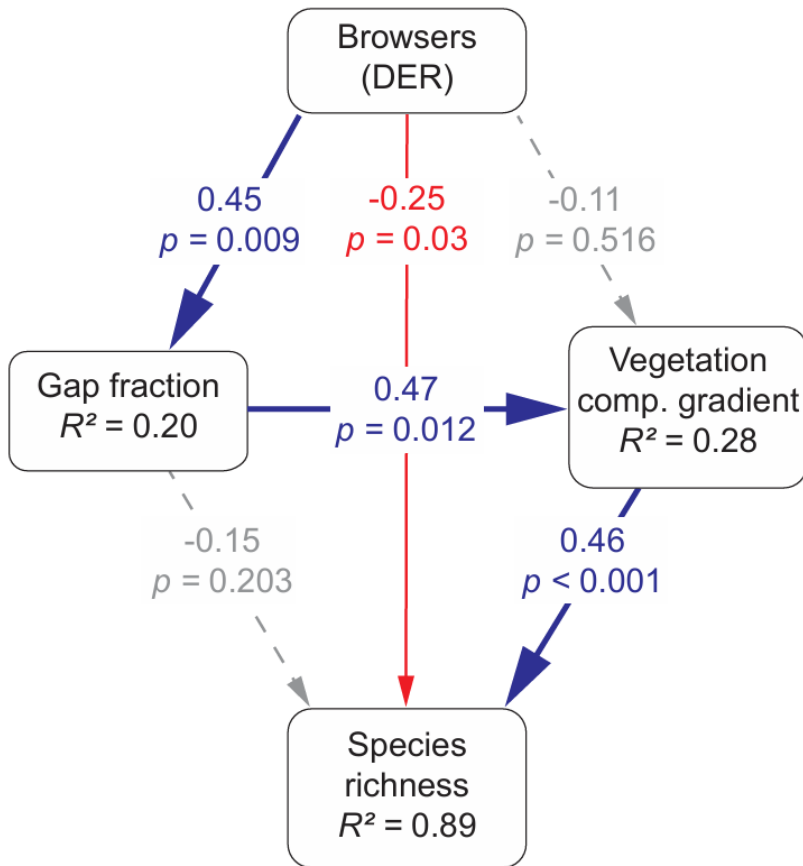 Browsers
(DER)
0.45
p = 0.009
-0.25
p = 0.03
-0.11
p = 0.516
Gap fraction
R² = 0.20
0.47
p = 0.012
Vegetation
comp. gradient
R² = 0.28
-0.15
p = 0.203
0.46
p < 0.001
Species
richness
R² = 0.89